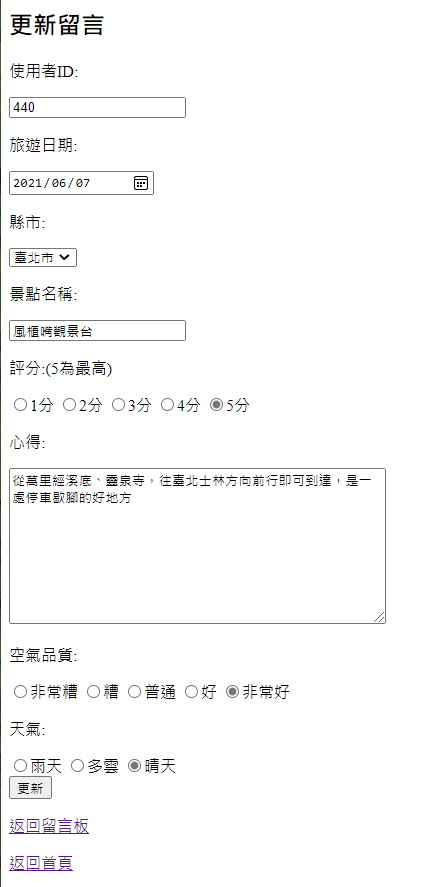 更新留言
使用者ID:
440
旅遊日期:
2021/06/07
縣市:
臺北市
景點名稱:
風櫃嘴觀景台
評分:(5為最高)
1分 2分 3分 4分 5分
心得:
從萬里經溪底、靈泉寺，往臺北士林方向前行即可到達，是一
處停車歇腳的好地方
空氣品質:
非常糟 糟 普通 好 非常好
天氣:
雨天 多雲 晴天
更新
返回留言板
返回首頁